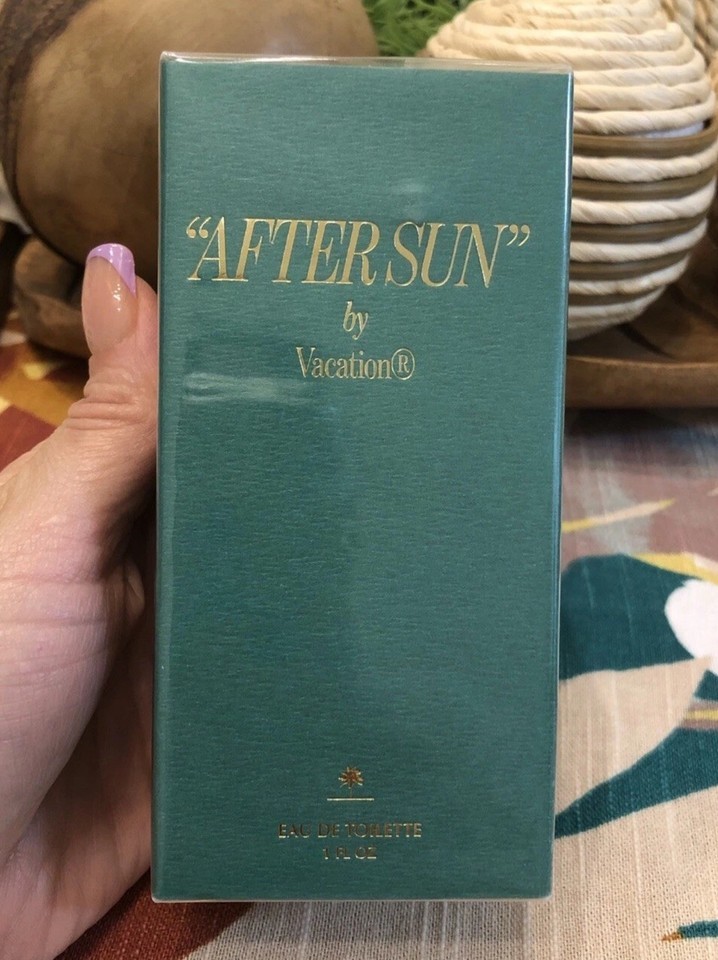 “AFTER SUN”
by
Vacation®
EAU DE TOILETTE
1 FL OZ